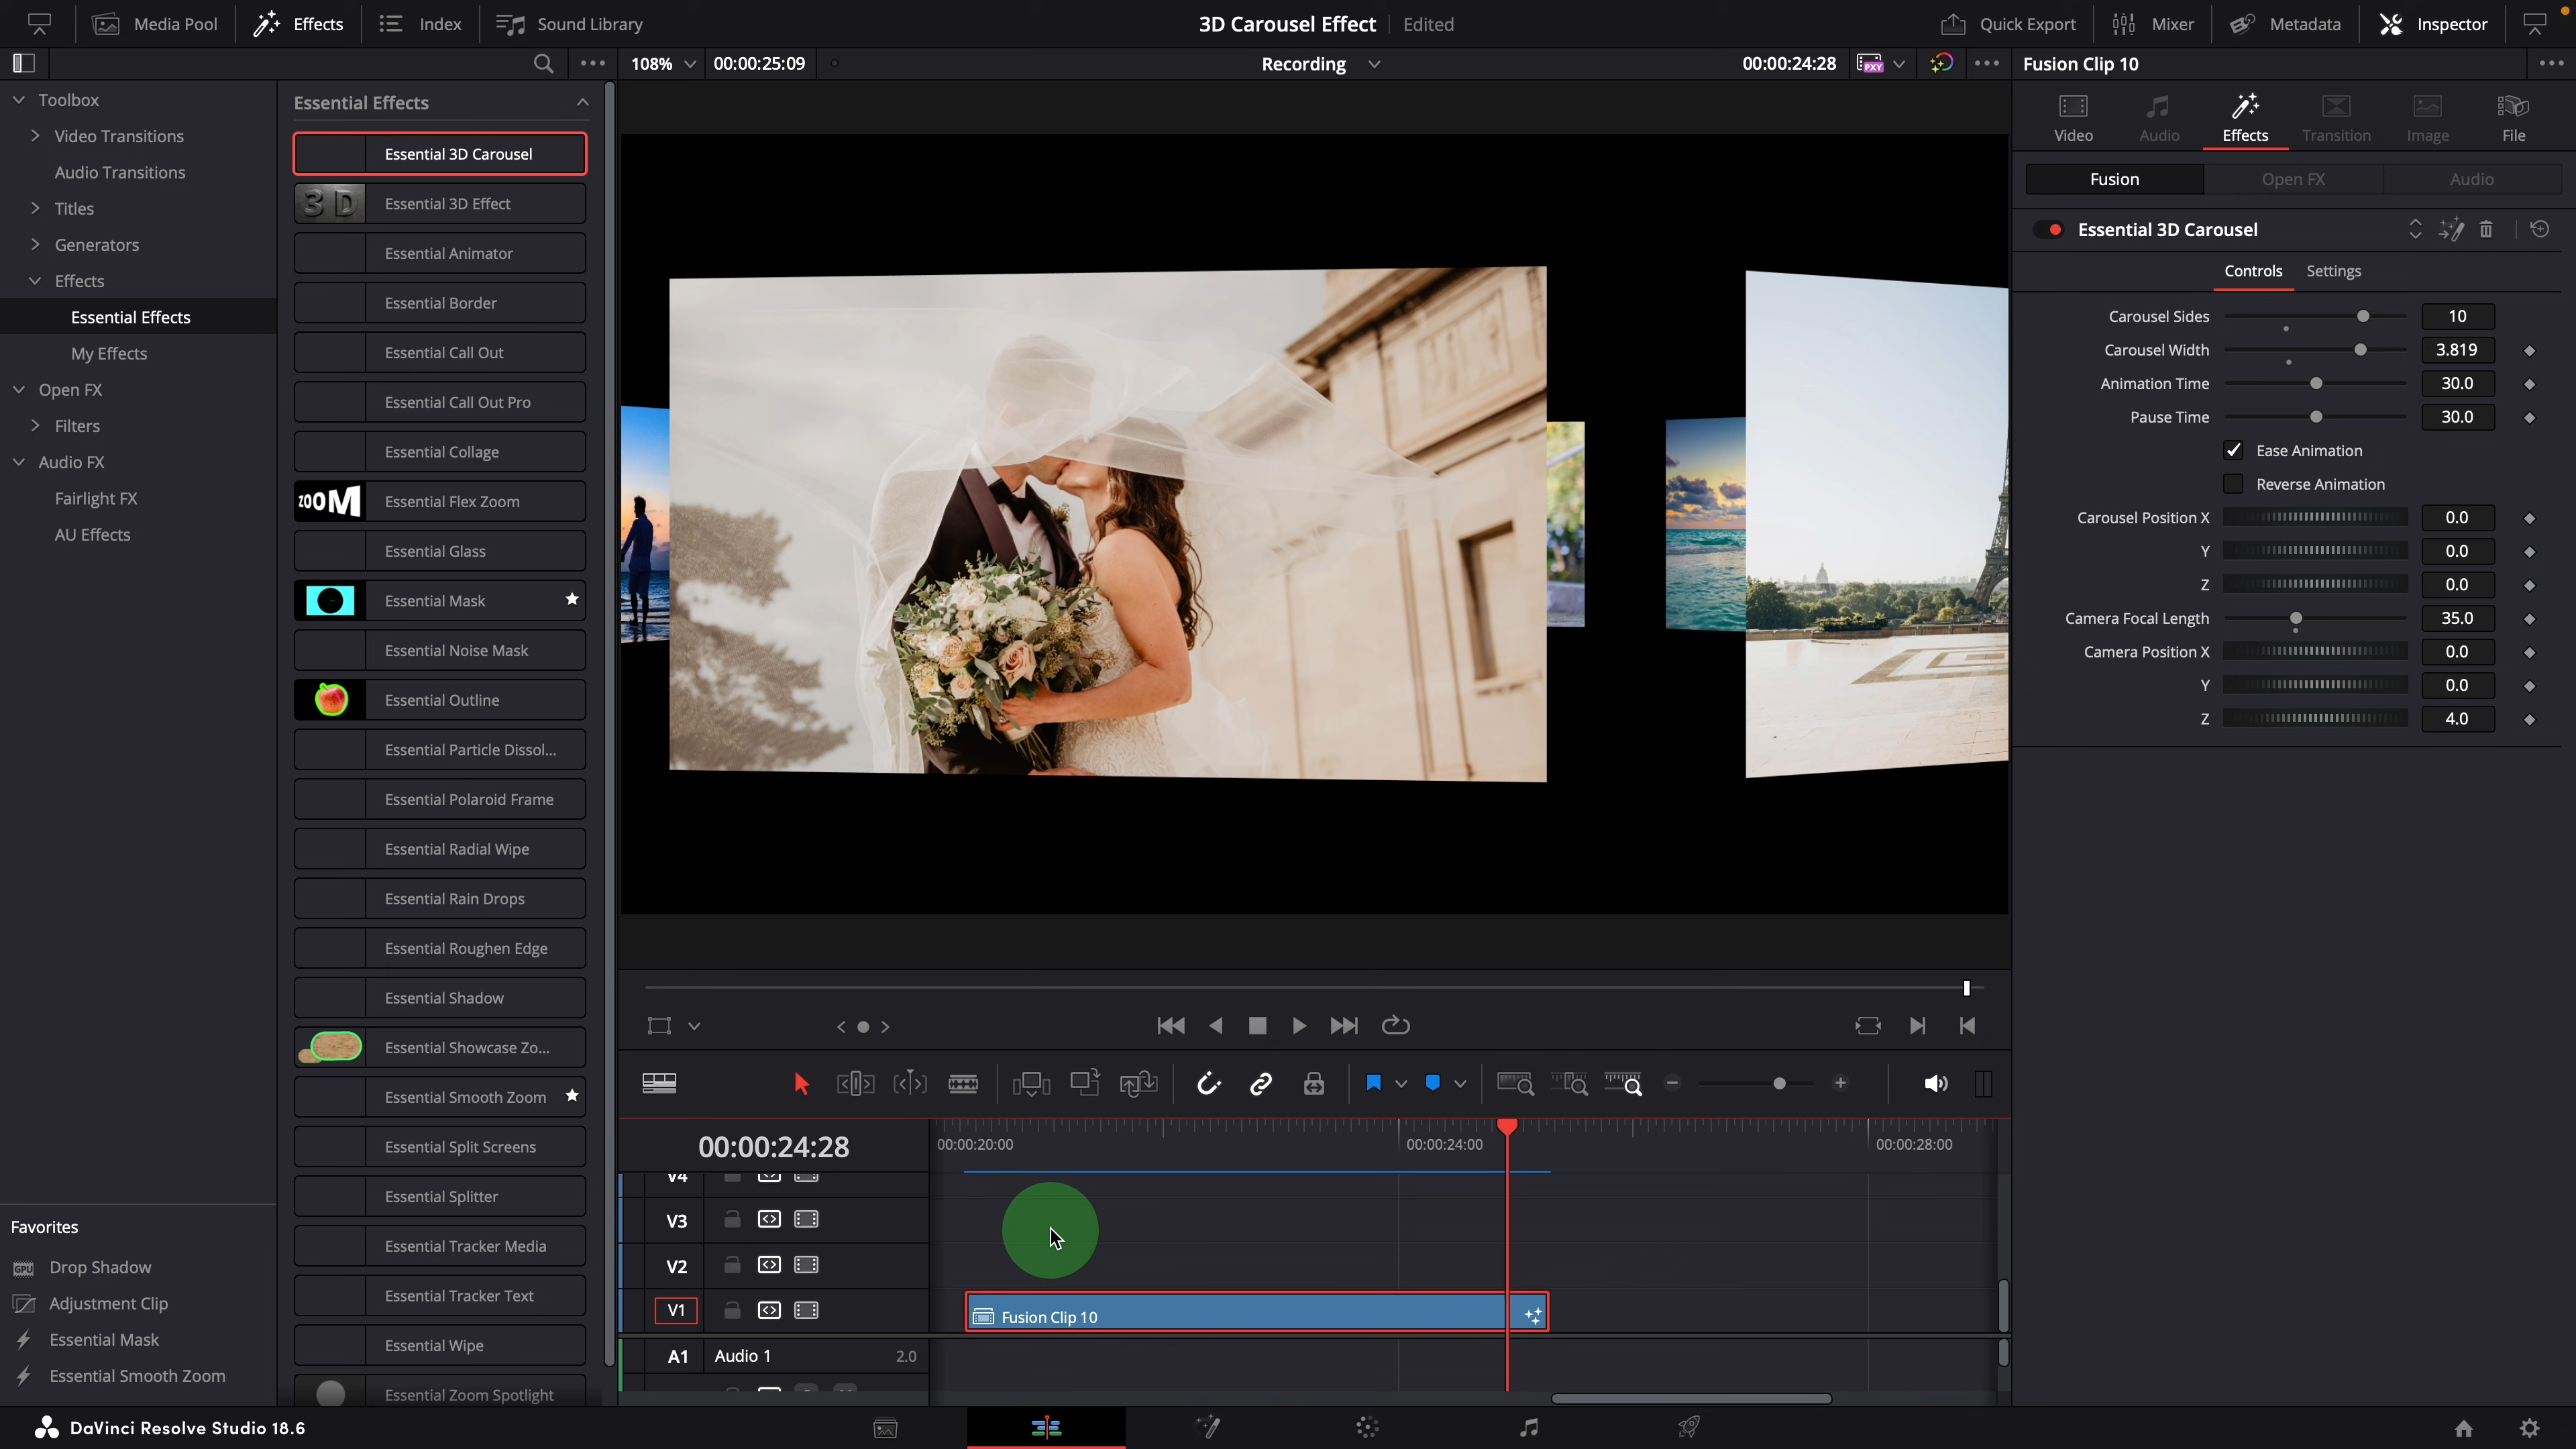 Media Pool
Effects
Index
Sound Library
3D Carousel Effect
Edited
Quick Export
Mixer
Metadata
Inspector
108%
00:00:25:09
Recording
00:00:24:28
PXY
Fusion Clip 10
Toolbox
Video Transitions
Audio Transitions
Titles
Generators
Effects
Essential Effects
My Effects
Open FX
Filters
Audio FX
Fairlight FX
AU Effects
Favorites
GPU Drop Shadow
Adjustment Clip
Essential Mask
Essential Smooth Zoom
Essential Effects
Essential 3D Carousel
3D Essential 3D Effect
Essential Animator
Essential Border
Essential Call Out
Essential Call Out Pro
Essential Collage
ZOOM Essential Flex Zoom
Essential Glass
Essential Mask
Essential Noise Mask
Essential Outline
Essential Particle Dissol...
Essential Polaroid Frame
Essential Radial Wipe
Essential Rain Drops
Essential Roughen Edge
Essential Shadow
Essential Showcase Zo...
Essential Smooth Zoom
Essential Split Screens
Essential Splitter
Essential Tracker Media
Essential Tracker Text
Essential Wipe
Essential Zoom Spotlight
Video
Audio
Effects
Transition
Image
File
Fusion
Open FX
Audio
Essential 3D Carousel
Controls
Settings
Carousel Sides 10
Carousel Width 3.819
Animation Time 30.0
Pause Time 30.0
Ease Animation
Reverse Animation
Carousel Position X 0.0
Y 0.0
Z 0.0
Camera Focal Length 35.0
Camera Position X 0.0
Y 0.0
Z 4.0
00:00:24:28
00:00:20:00
00:00:24:00
00:00:28:00
V4
V3
V2
V1
Fusion Clip 10
A1 Audio 1 2.0
DaVinci Resolve Studio 18.6